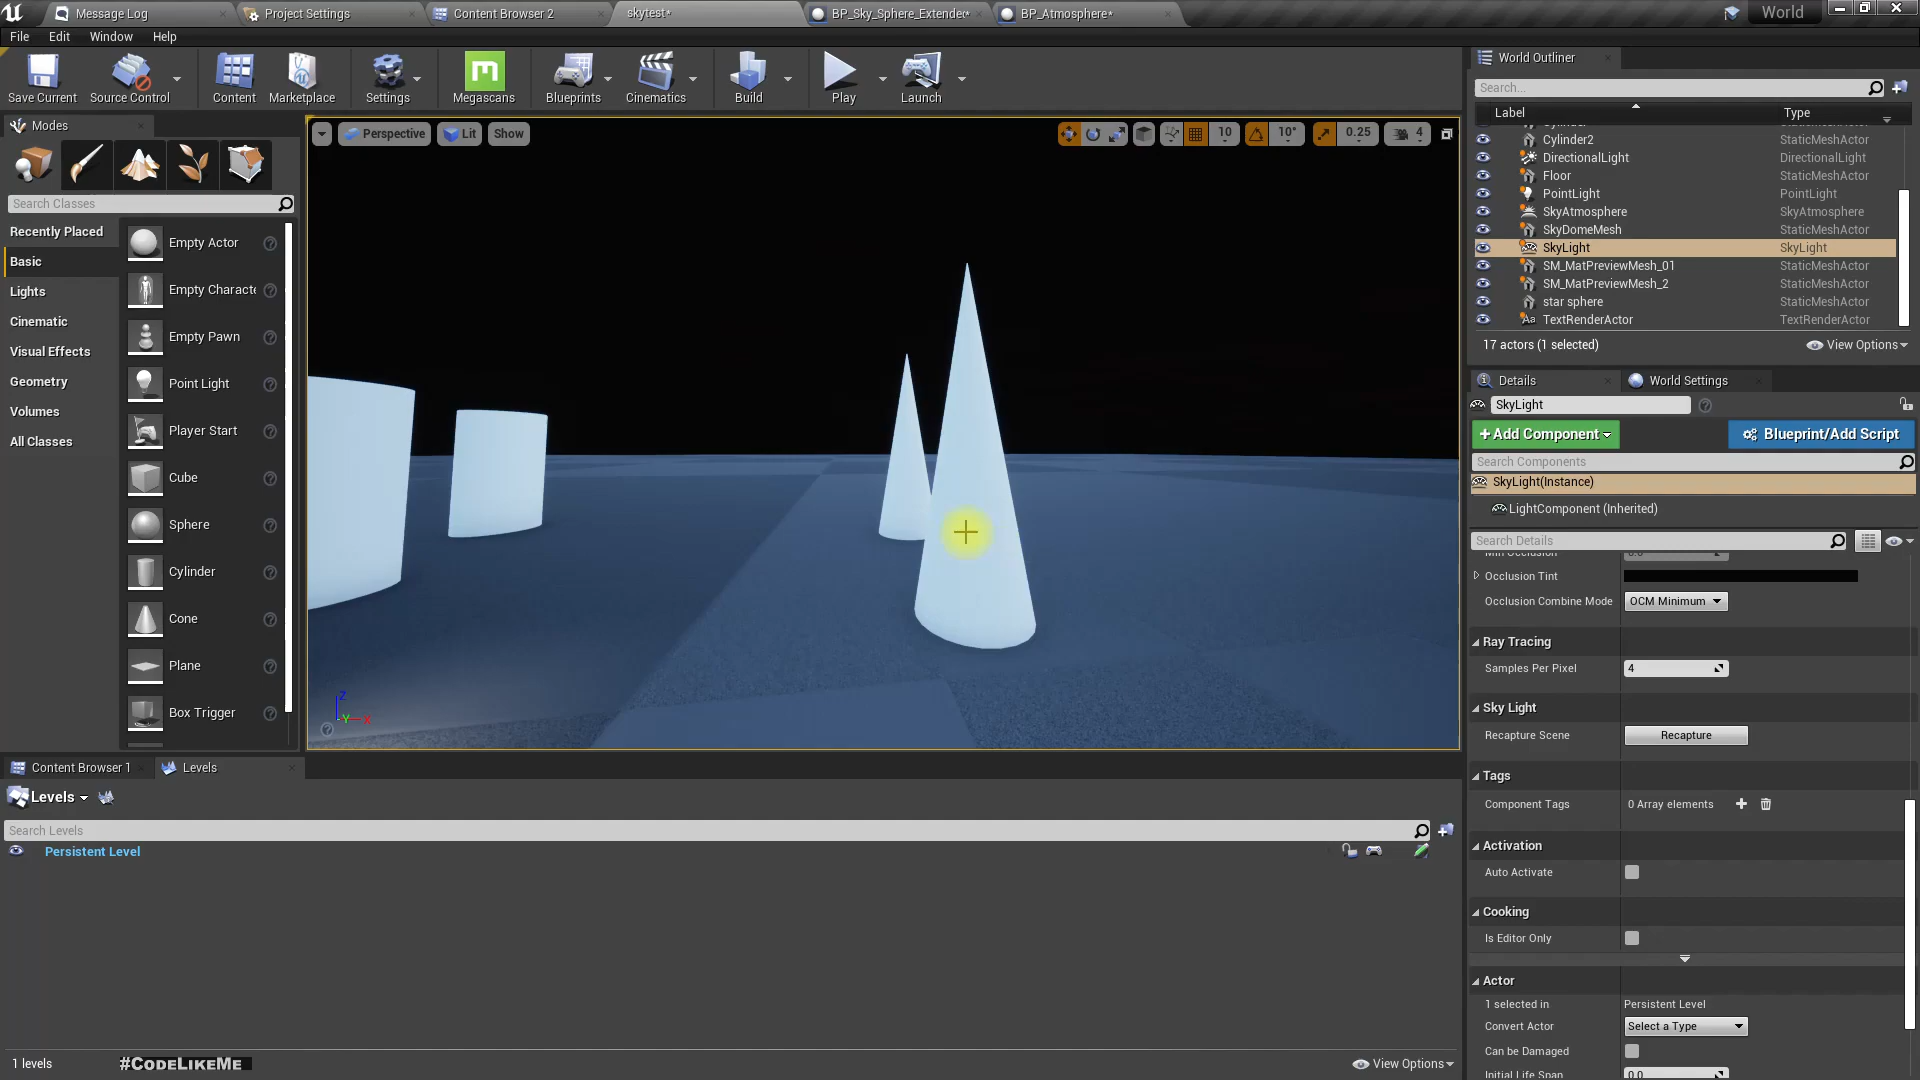 Message Log
Project Settings
Content Browser 2
skytest*
BP_Sky_Sphere_Extended*
BP_Atmosphere*
World
File Edit Window Help
Save Current
Source Control
Content
Marketplace
Settings
Megascans
Blueprints
Cinematics
Build
Play
Launch
Modes
Search Classes
Recently Placed
Basic
Lights
Cinematic
Visual Effects
Geometry
Volumes
All Classes
Empty Actor
Empty Characte
Empty Pawn
Point Light
Player Start
Cube
Sphere
Cylinder
Cone
Plane
Box Trigger
Perspective
Lit
Show
10
10°
0.25
4
Z
Y
X
World Outliner
Search...
Label Type
Cylinder2 StaticMeshActor
DirectionalLight DirectionalLight
Floor StaticMeshActor
PointLight PointLight
SkyAtmosphere SkyAtmosphere
SkyDomeMesh StaticMeshActor
SkyLight SkyLight
SM_MatPreviewMesh_01 StaticMeshActor
SM_MatPreviewMesh_2 StaticMeshActor
star sphere StaticMeshActor
TextRenderActor TextRenderActor
17 actors (1 selected)
View Options
Details
World Settings
SkyLight
+Add Component
Blueprint/Add Script
Search Components
SkyLight(Instance)
LightComponent (Inherited)
Search Details
Min Occlusion 0.0
Occlusion Tint
Occlusion Combine Mode OCM Minimum
Ray Tracing
Samples Per Pixel 4
Sky Light
Recapture Scene Recapture
Tags
Component Tags 0 Array elements
Activation
Auto Activate
Cooking
Is Editor Only
Actor
1 selected in Persistent Level
Convert Actor Select a Type
Can be Damaged
Initial Life Span 0.0
Content Browser 1
Levels
Levels
Search Levels
Persistent Level
1 levels
#CodeLikeMe
View Options